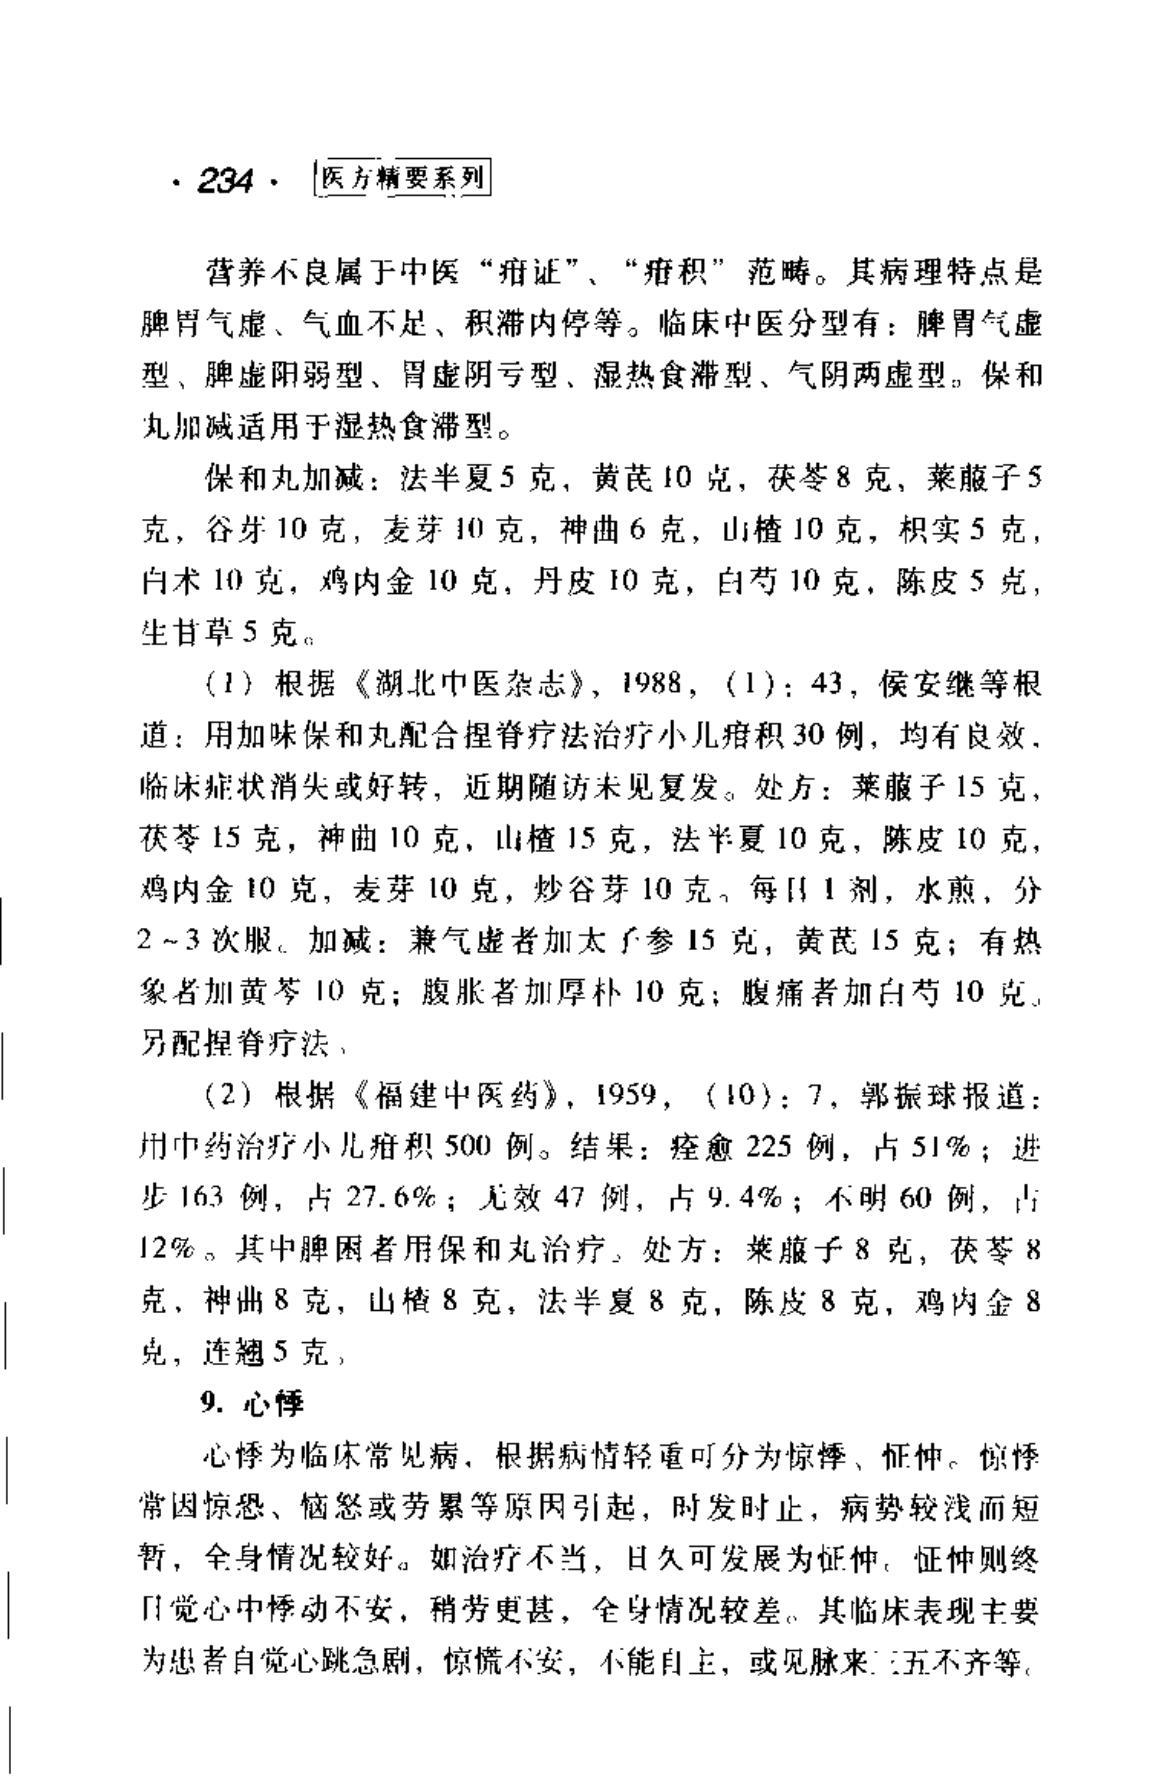 · 234 · 医方精要系列
营养不良属于中医“疳证”、“疳积” 范畴。其病理特点是
脾胃气虚、气血不足、积滞内停等。临床中医分型有：脾胃气虚
型、脾虚阳弱型、胃虚阴亏型、湿热食滞型、气阴两虚型。保和
丸加减适用于湿热食滞型。
保和丸加减：法半夏5 克，黄芪10 克，茯苓8 克，莱菔子5
克，谷芽10 克，麦芽10 克，神曲6 克，山楂10 克，枳实5 克，
白术10 克，鸡内金10 克，丹皮10 克，白芍10 克，陈皮5 克，
生甘草5 克。
(1) 根据《湖北中医杂志》，1988，(1)：43，侯安继等根
道：用加味保和丸配合捏脊疗法治疗小儿疳积30 例，均有良效，
临床症状消失或好转，近期随访未见复发。处方：莱菔子15 克，
茯苓15 克，神曲10 克，山楂15 克，法半夏10 克，陈皮10 克，
鸡内金10 克，麦芽10 克，炒谷芽10 克。每日1 剂，水煎，分
2～3 次服。加减：兼气虚者加太子参15 克，黄芪15 克；有热
象者加黄芩10 克；腹胀者加厚朴10 克；腹痛者加白芍10 克。
另配捏脊疗法。
(2) 根据《福建中医药》，1959，(10)：7，郭振球报道：
用中药治疗小儿疳积500 例。结果：痊愈225 例，占51%；进
步163 例，占27.6%；无效47 例，占9.4%；不明60 例，占
12%。其中脾困者用保和丸治疗。处方：莱菔子8 克，茯苓8
克，神曲8 克，山楂8 克，法半夏8 克，陈皮8 克，鸡内金8
克，连翘5 克。
9. 心悸
心悸为临床常见病，根据病情轻重可分为惊悸、怔忡。惊悸
常因惊恐、恼怒或劳累等原因引起，时发时止，病势较浅而短
暂，全身情况较好。如治疗不当，日久可发展为怔忡。怔忡则终
日觉心中悸动不安，稍劳更甚，全身情况较差。其临床表现主要
为患者自觉心跳急剧，惊慌不安，不能自主，或见脉来三五不齐等。